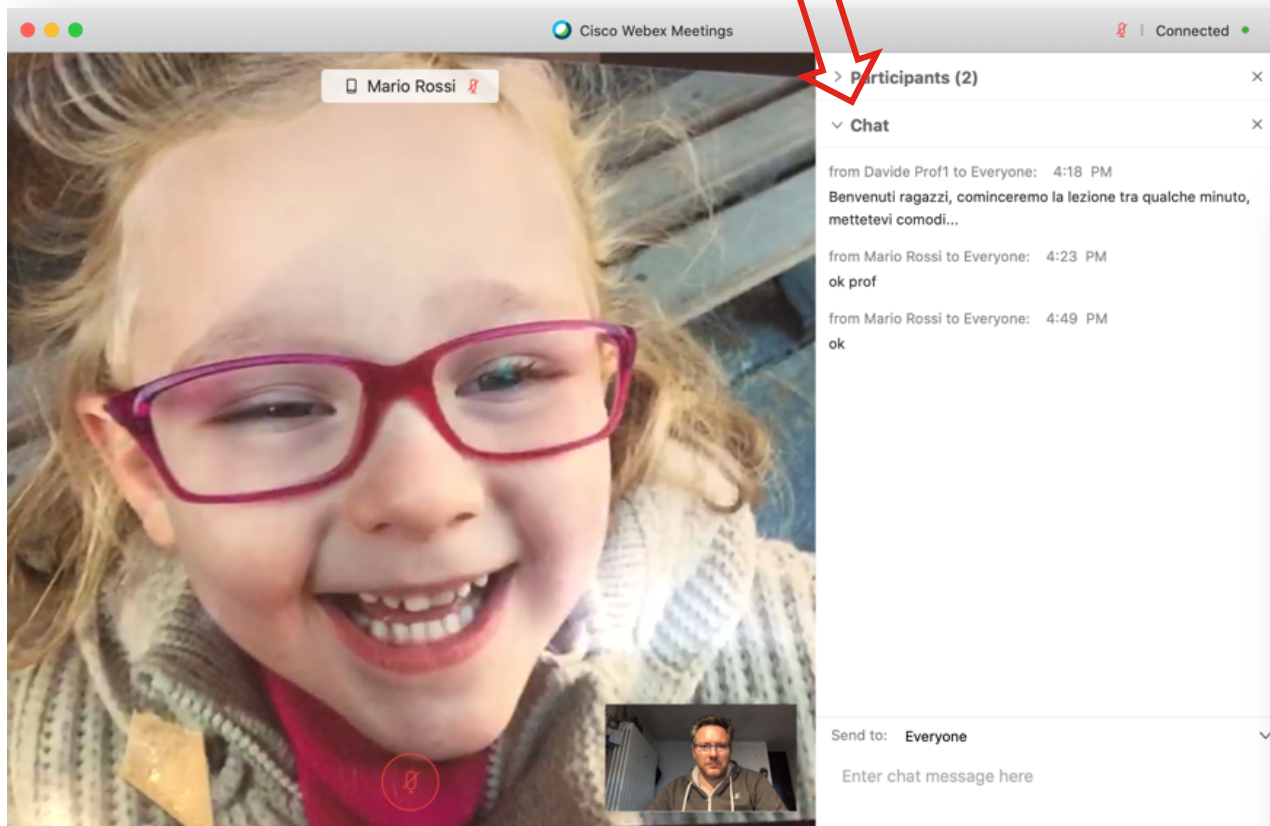 Cisco Webex Meetings
Connected
Mario Rossi
Participants (2)
Chat
from Davide Prof1 to Everyone: 4:18 PM
Benvenuti ragazzi, cominceremo la lezione tra qualche minuto,
mettetevi comodi...
from Mario Rossi to Everyone: 4:23 PM
ok prof
from Mario Rossi to Everyone: 4:49 PM
ok
Send to: Everyone
Enter chat message here